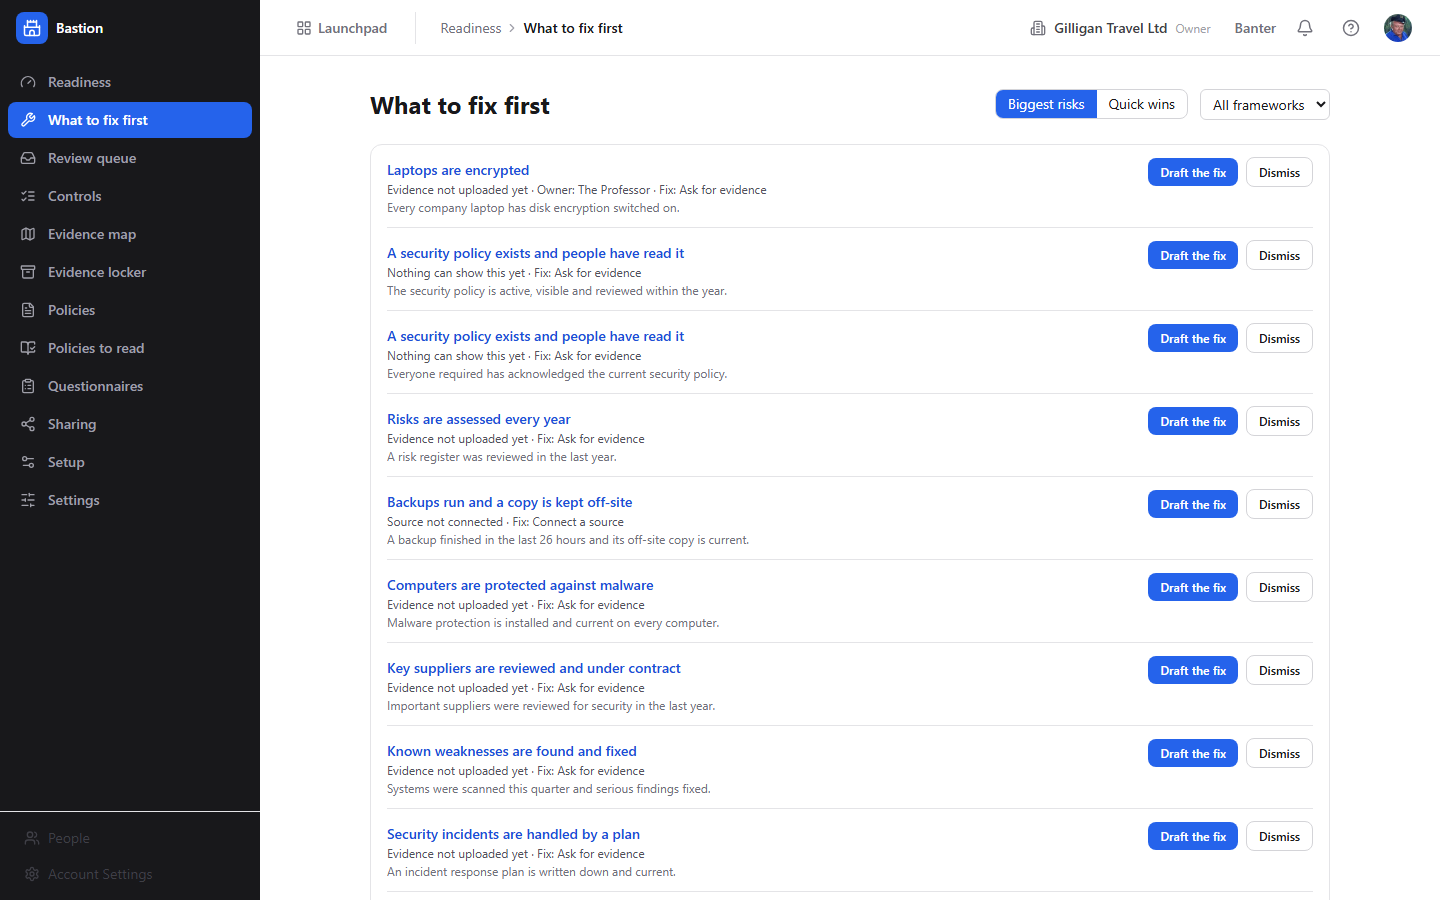 Bastion
Readiness
What to fix first
Review queue
Controls
Evidence map
Evidence locker
Policies
Policies to read
Questionnaires
Sharing
Setup
Settings
People
Account Settings
Launchpad
Readiness > What to fix first
Gilligan Travel Ltd Owner
Banter
What to fix first
Biggest risks
Quick wins
All frameworks
Laptops are encrypted
Evidence not uploaded yet · Owner: The Professor · Fix: Ask for evidence
Every company laptop has disk encryption switched on.
Draft the fix
Dismiss
A security policy exists and people have read it
Nothing can show this yet · Fix: Ask for evidence
The security policy is active, visible and reviewed within the year.
Draft the fix
Dismiss
A security policy exists and people have read it
Nothing can show this yet · Fix: Ask for evidence
Everyone required has acknowledged the current security policy.
Draft the fix
Dismiss
Risks are assessed every year
Evidence not uploaded yet · Fix: Ask for evidence
A risk register was reviewed in the last year.
Draft the fix
Dismiss
Backups run and a copy is kept off-site
Source not connected · Fix: Connect a source
A backup finished in the last 26 hours and its off-site copy is current.
Draft the fix
Dismiss
Computers are protected against malware
Evidence not uploaded yet · Fix: Ask for evidence
Malware protection is installed and current on every computer.
Draft the fix
Dismiss
Key suppliers are reviewed and under contract
Evidence not uploaded yet · Fix: Ask for evidence
Important suppliers were reviewed for security in the last year.
Draft the fix
Dismiss
Known weaknesses are found and fixed
Evidence not uploaded yet · Fix: Ask for evidence
Systems were scanned this quarter and serious findings fixed.
Draft the fix
Dismiss
Security incidents are handled by a plan
Evidence not uploaded yet · Fix: Ask for evidence
An incident response plan is written down and current.
Draft the fix
Dismiss